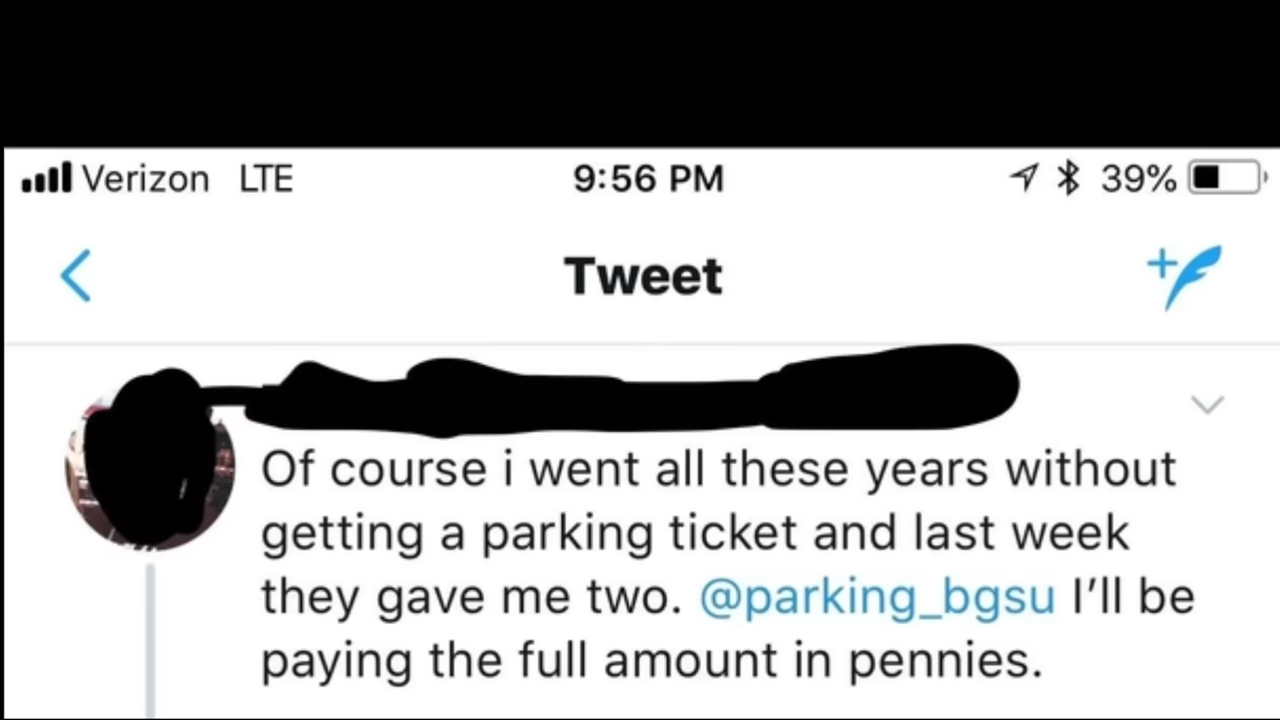 Verizon LTE 9:56 PM 39%
Tweet
Of course i went all these years without
getting a parking ticket and last week
they gave me two. @parking_bgsu I’ll be
paying the full amount in pennies.